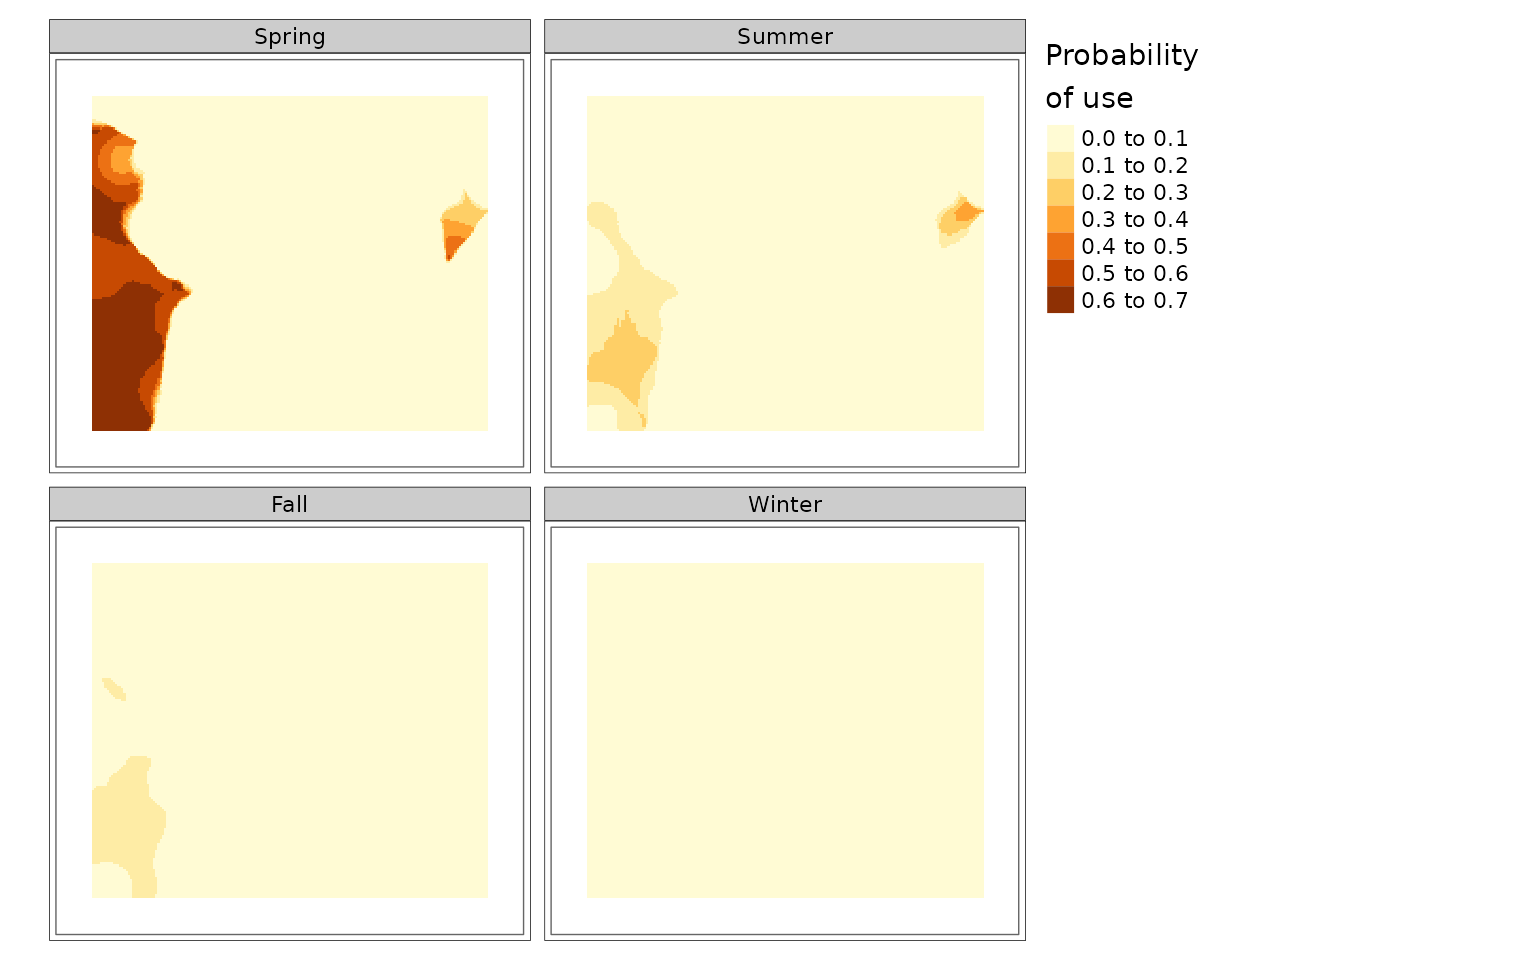 Spring
Summer
Probability
of use
0.0 to 0.1
0.1 to 0.2
0.2 to 0.3
0.3 to 0.4
0.4 to 0.5
0.5 to 0.6
0.6 to 0.7
Fall
Winter